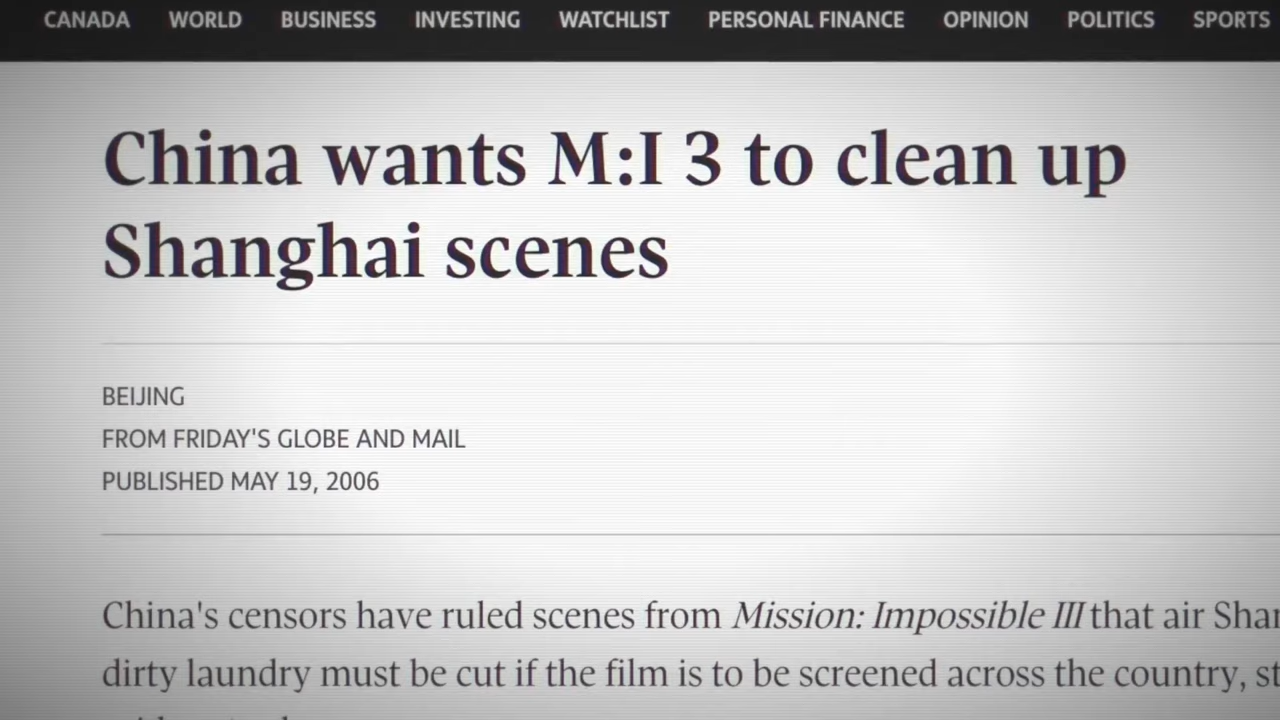 CANADA WORLD BUSINESS INVESTING WATCHLIST PERSONAL FINANCE OPINION POLITICS SPORTS
China wants M:I 3 to clean up
Shanghai scenes
BEIJING
FROM FRIDAY'S GLOBE AND MAIL
PUBLISHED MAY 19, 2006
China's censors have ruled scenes from Mission: Impossible III that air
dirty laundry must be cut if the film is to be screened across the country,